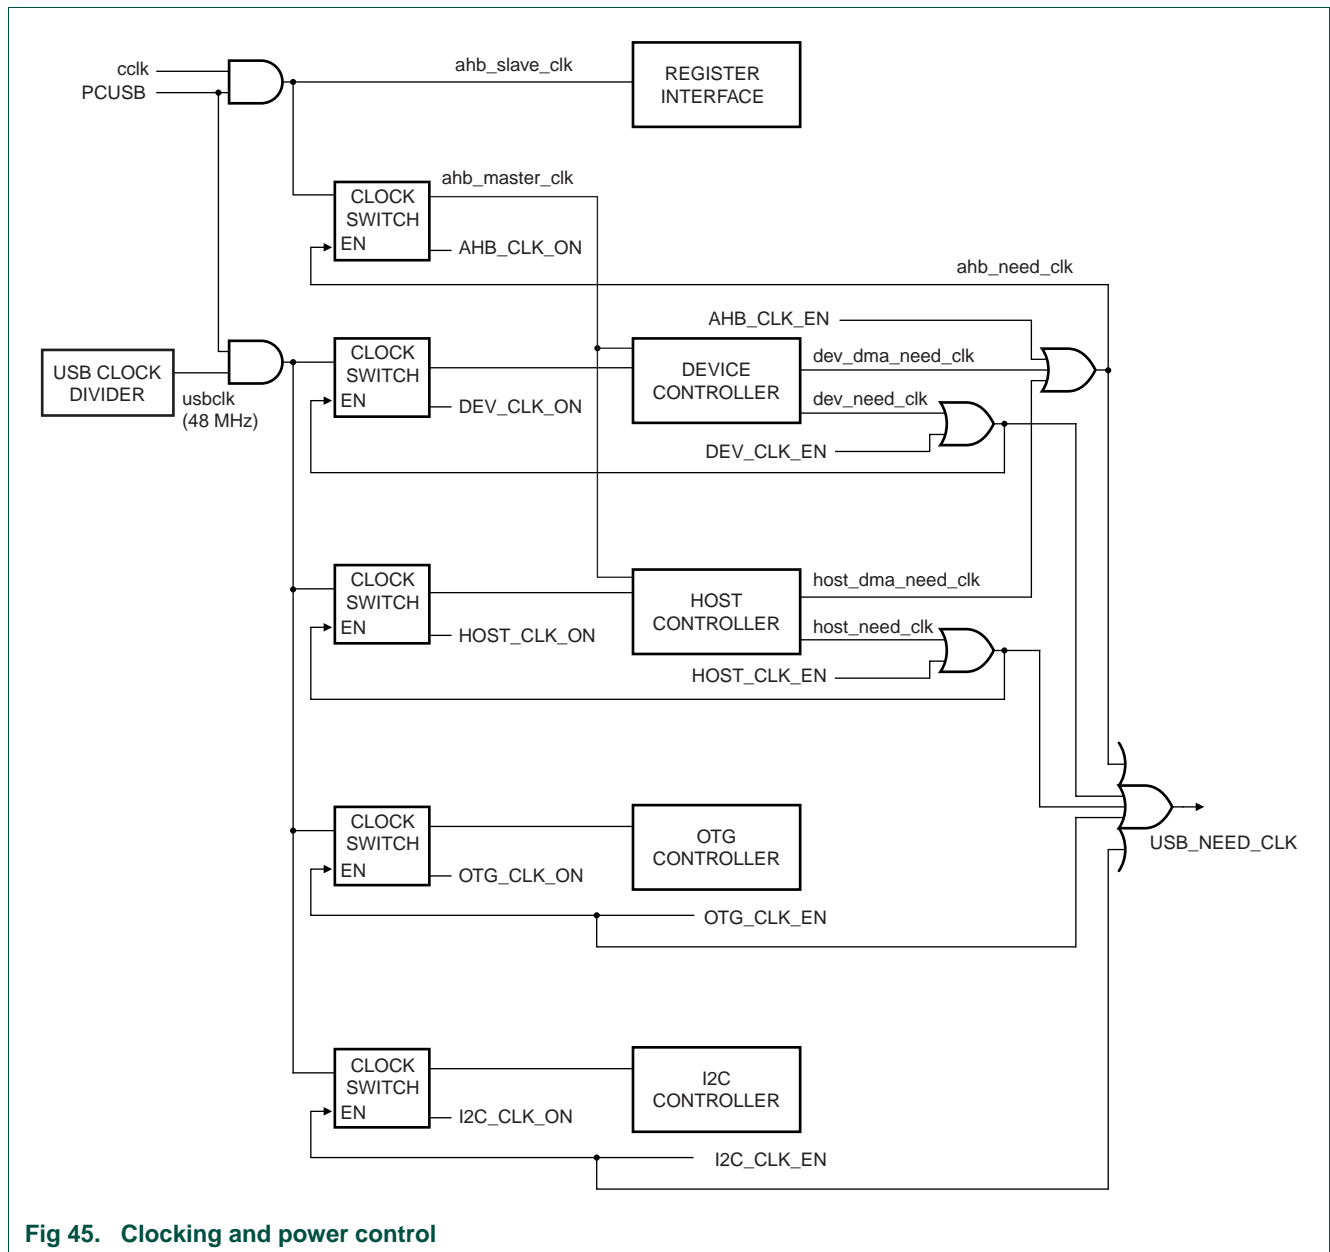 cclk
PCUSB
ahb_slave_clk
REGISTER
INTERFACE
CLOCK
SWITCH
EN
ahb_master_clk
AHB_CLK_ON
ahb_need_clk
AHB_CLK_EN
USB CLOCK
DIVIDER
usbclk
(48 MHz)
CLOCK
SWITCH
EN
DEV_CLK_ON
DEVICE
CONTROLLER
dev_dma_need_clk
dev_need_clk
DEV_CLK_EN
CLOCK
SWITCH
EN
HOST_CLK_ON
HOST
CONTROLLER
host_dma_need_clk
host_need_clk
HOST_CLK_EN
CLOCK
SWITCH
EN
OTG_CLK_ON
OTG
CONTROLLER
USB_NEED_CLK
OTG_CLK_EN
CLOCK
SWITCH
EN
I2C_CLK_ON
I2C
CONTROLLER
I2C_CLK_EN
Fig 45. Clocking and power control